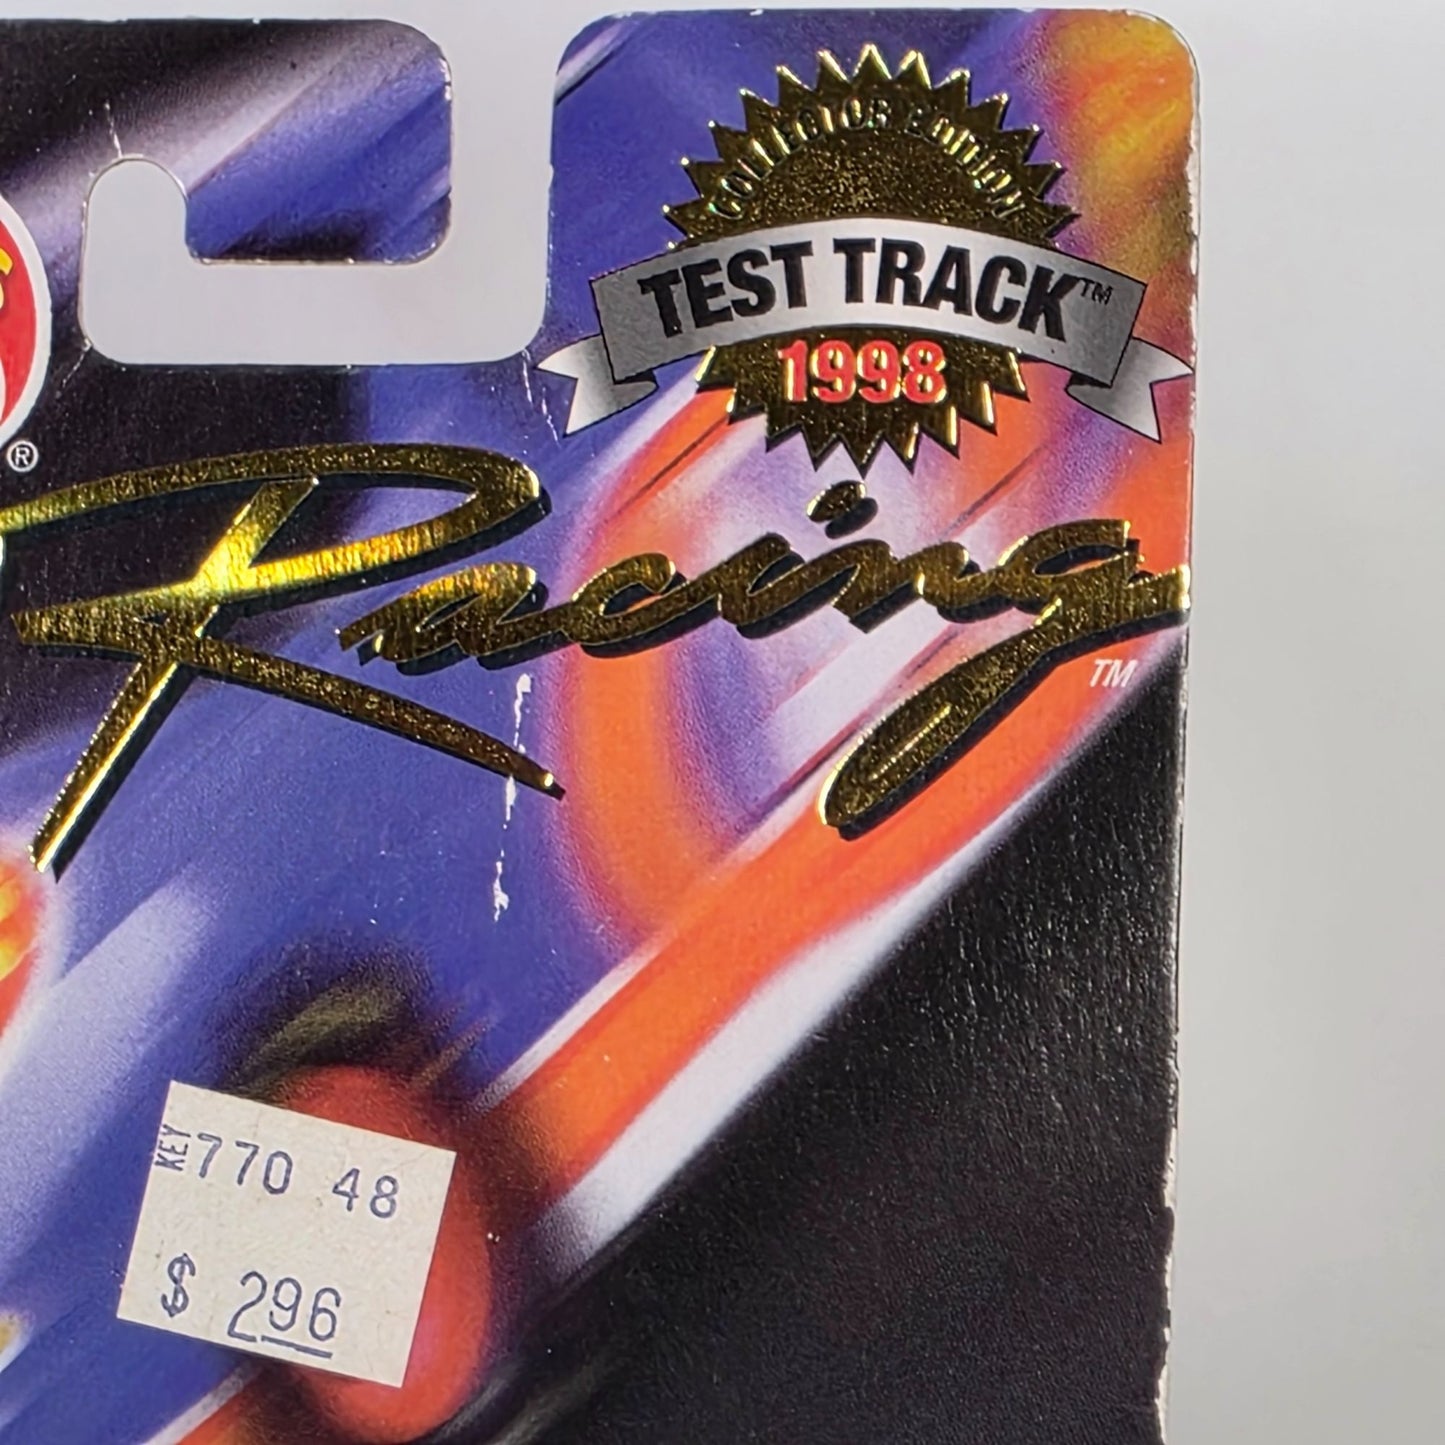 COLLECTOR EDITION
TEST TRACK™
1998
®
Racing
TM
KEY 770 48
$ 296